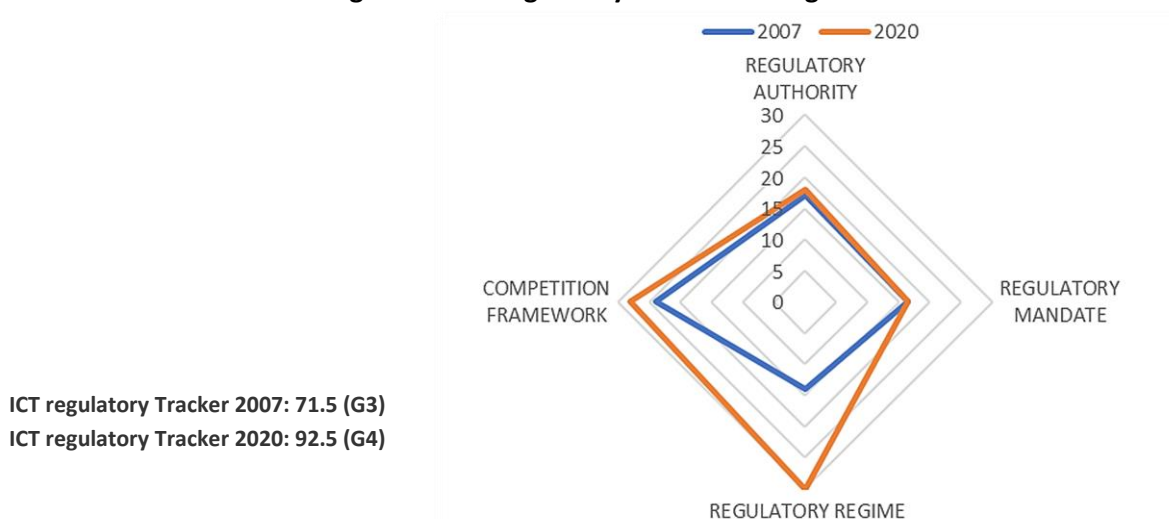 2007 2020
REGULATORY
AUTHORITY
30
25
20
15
10
5
0
COMPETITION
FRAMEWORK
REGULATORY
MANDATE
REGULATORY REGIME
ICT regulatory Tracker 2007: 71.5 (G3)
ICT regulatory Tracker 2020: 92.5 (G4)